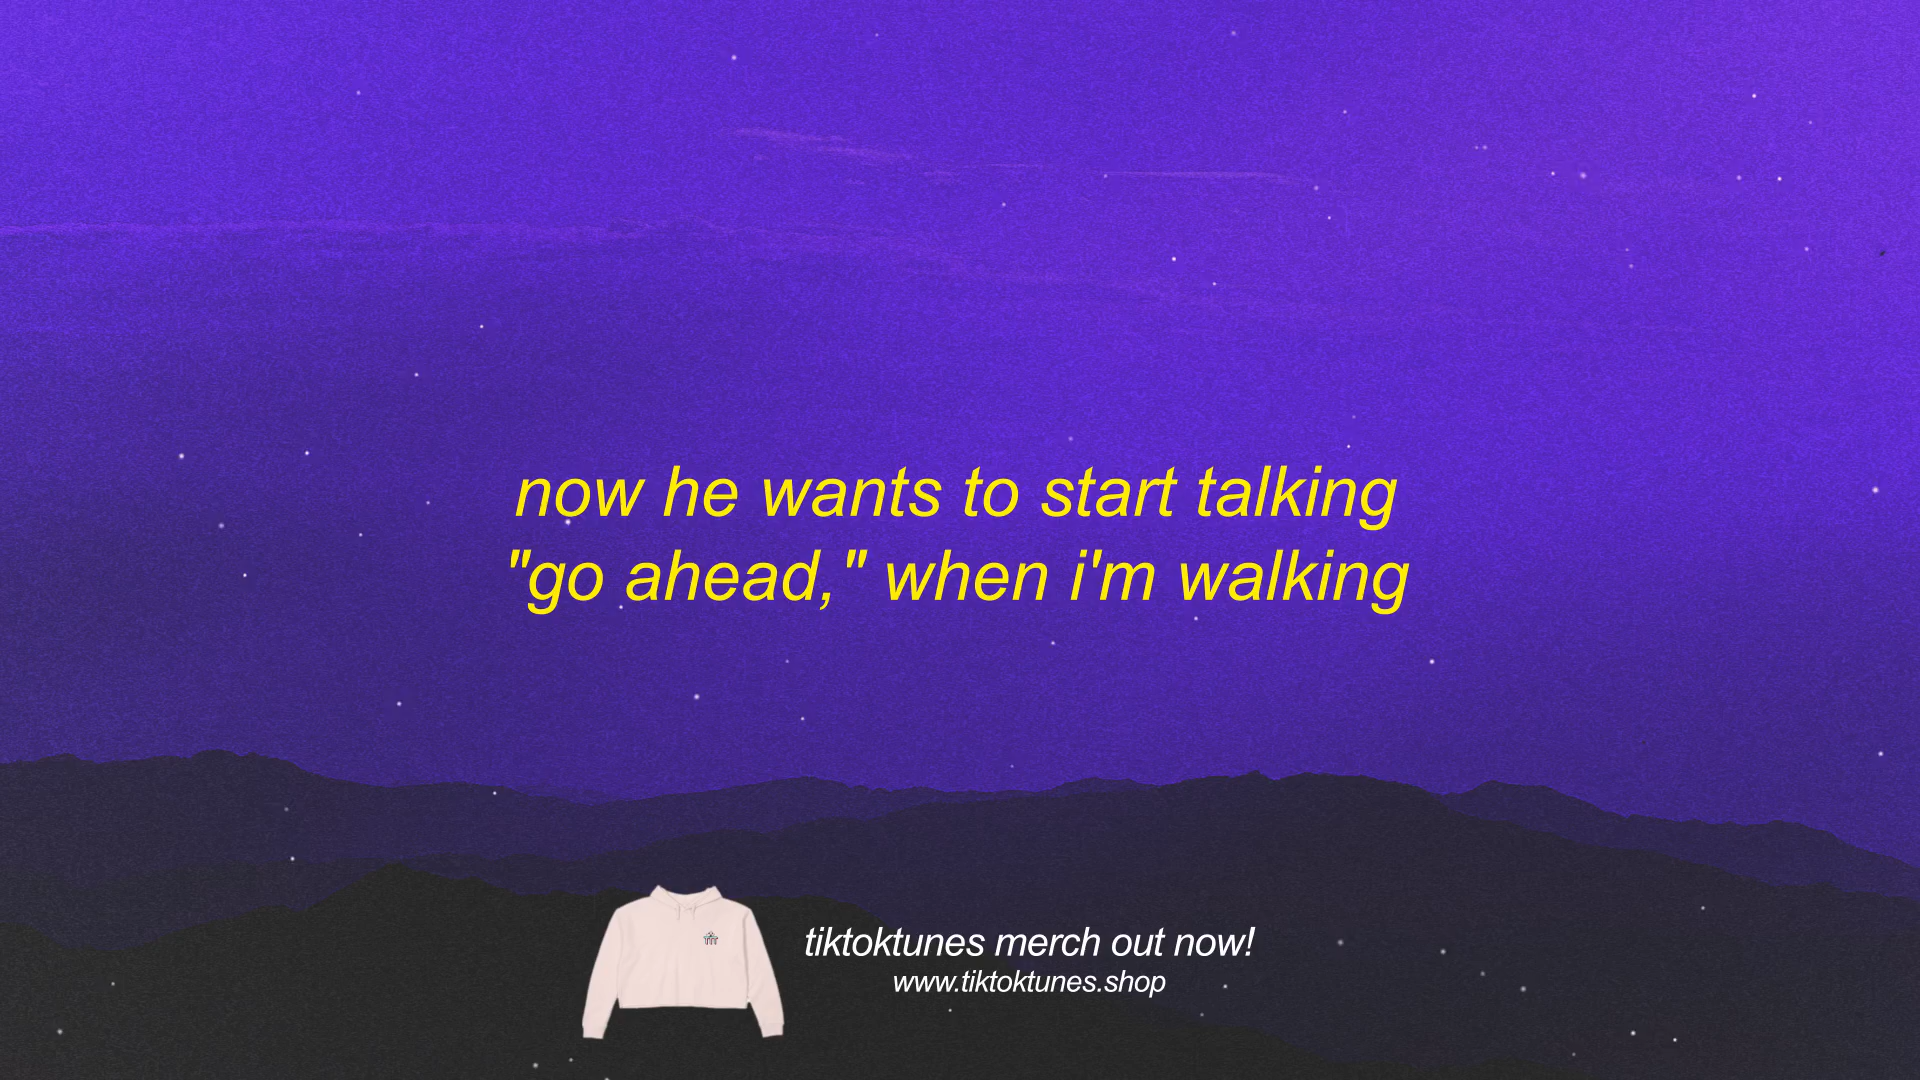 now he wants to start talking
"go ahead," when i'm walking
tiktoktunes merch out now!
www.tiktoktunes.shop